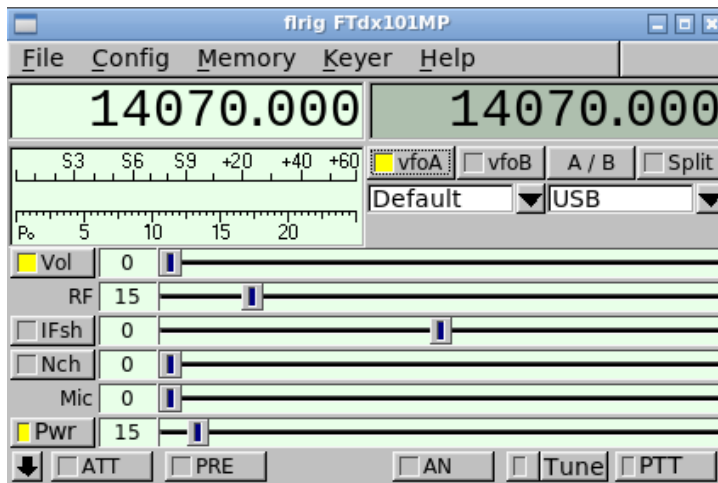 flrig FTdx101MP
File Config Memory Keyer Help
14070.000 14070.000
S3 S6 S9 +20 +40 +60
vfoA vfoB A / B Split
Default USB
Po 5 10 15 20
Vol 0
RF 15
IFsh 0
Nch 0
Mic 0
Pwr 15
ATT PRE AN Tune PTT